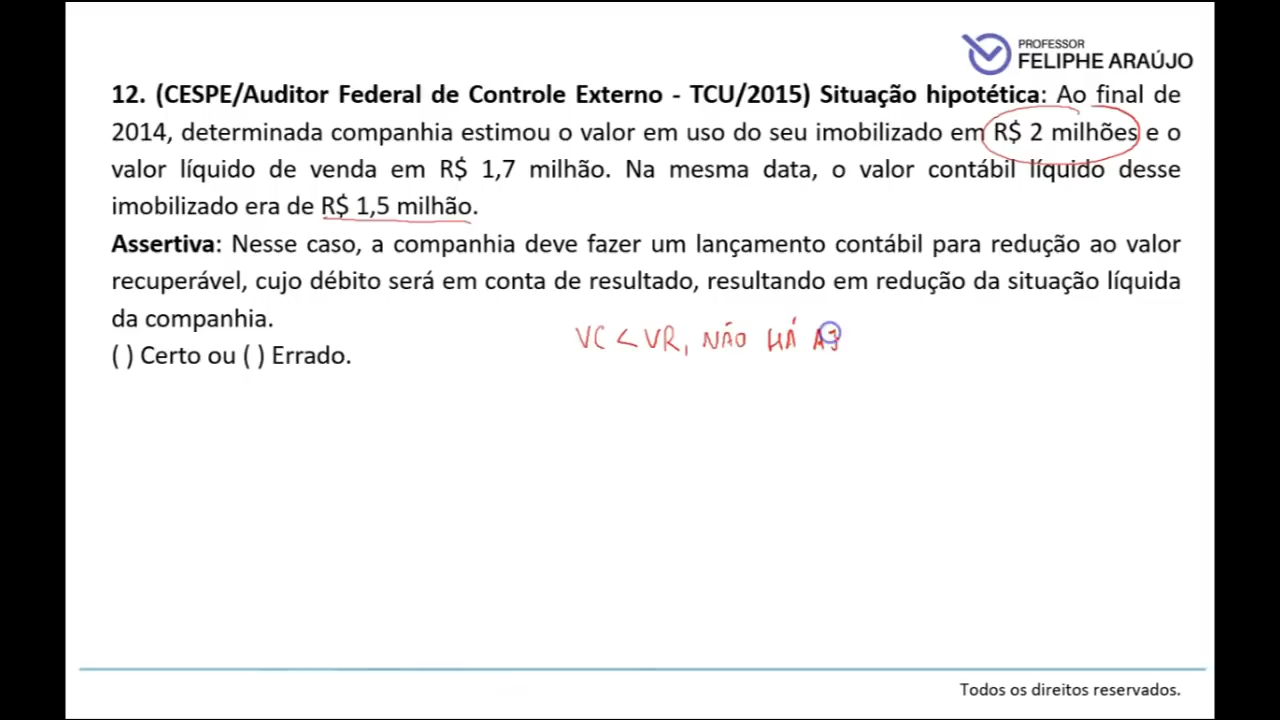 PROFESSOR
FELIPHE ARAÚJO
12. (CESPE/Auditor Federal de Controle Externo - TCU/2015) Situação hipotética: Ao final de
2014, determinada companhia estimou o valor em uso do seu imobilizado em R$ 2 milhões e o
valor líquido de venda em R$ 1,7 milhão. Na mesma data, o valor contábil líquido desse
imobilizado era de R$ 1,5 milhão.
Assertiva: Nesse caso, a companhia deve fazer um lançamento contábil para redução ao valor
recuperável, cujo débito será em conta de resultado, resultando em redução da situação líquida
da companhia.
VC < VR, NÃO HÁ AJ
( ) Certo ou ( ) Errado.
Todos os direitos reservados.